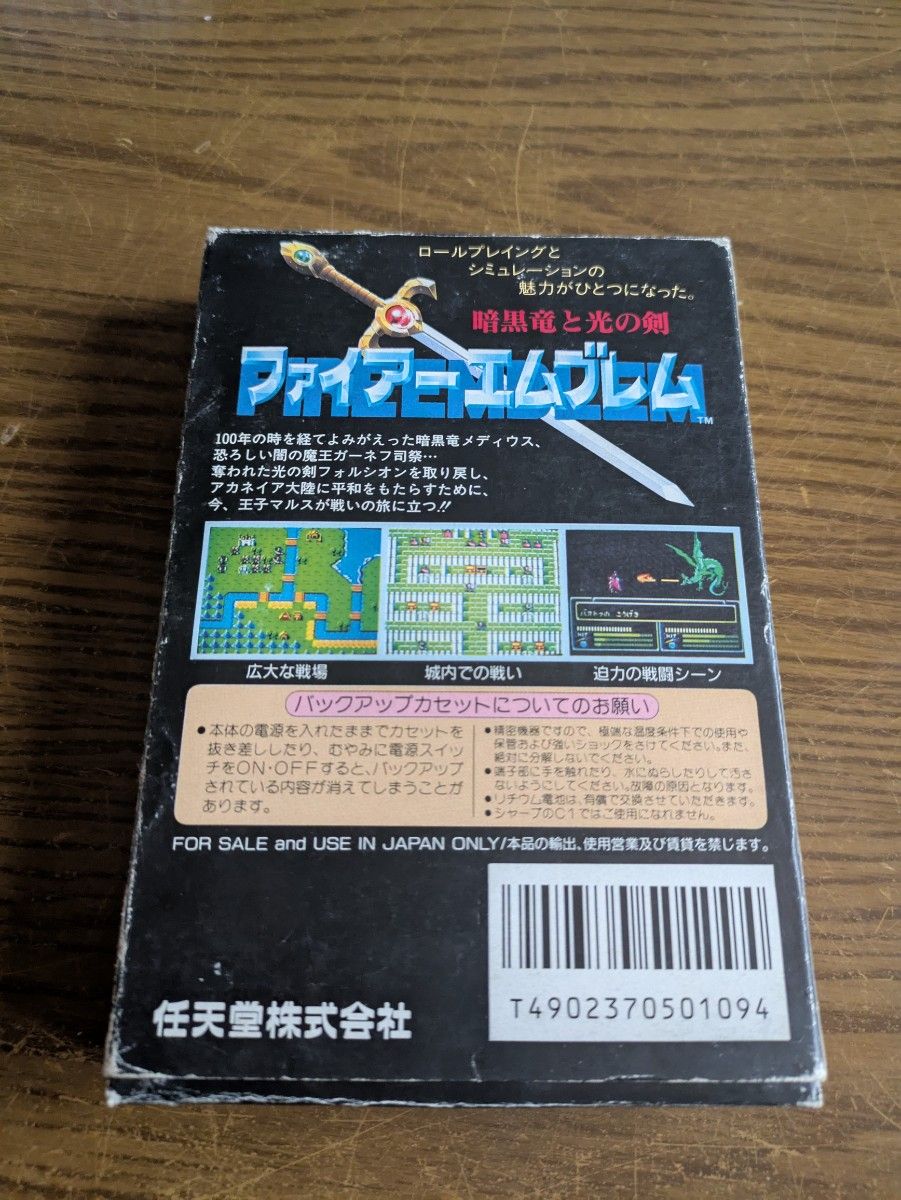 ロールプレイングと
シミュレーションの
魅力がひとつになった。
暗黒竜と光の剣
ファイアーエムブレム
FIRE EMBLEM TM
100年の時を経てよみがえった暗黒竜メディウス、
恐ろしい闇の魔王ガーネフ司祭…
奪われた光の剣フォルシオンを取り戻し、
アカネイア大陸に平和をもたらすために、
今、王子マルスが戦いの旅に立つ!!
広大な戦場
城内での戦い
迫力の戦闘シーン
バックアップカセットについてのお願い
●本体の電源を入れたままでカセットを
抜き差ししたり、むやみに電源スイッ
チをON・OFFすると、バックアップ
されている内容が消えてしまうことが
あります。
●精密機器ですので、極端な温度条件下での使用や
保管および強いショックをさけてください。また、
絶対に分解しないでください。
●端子部に手を触れたり、水にぬらしたりして汚さ
ないようにしてください。故障の原因となります。
●リチウム電池は、有償で交換させていただきます。
●シャープのC1ではご使用になれません。
FOR SALE and USE IN JAPAN ONLY/本品の輸出、使用営業及び賃貸を禁じます。
T4902370501094
任天堂株式会社